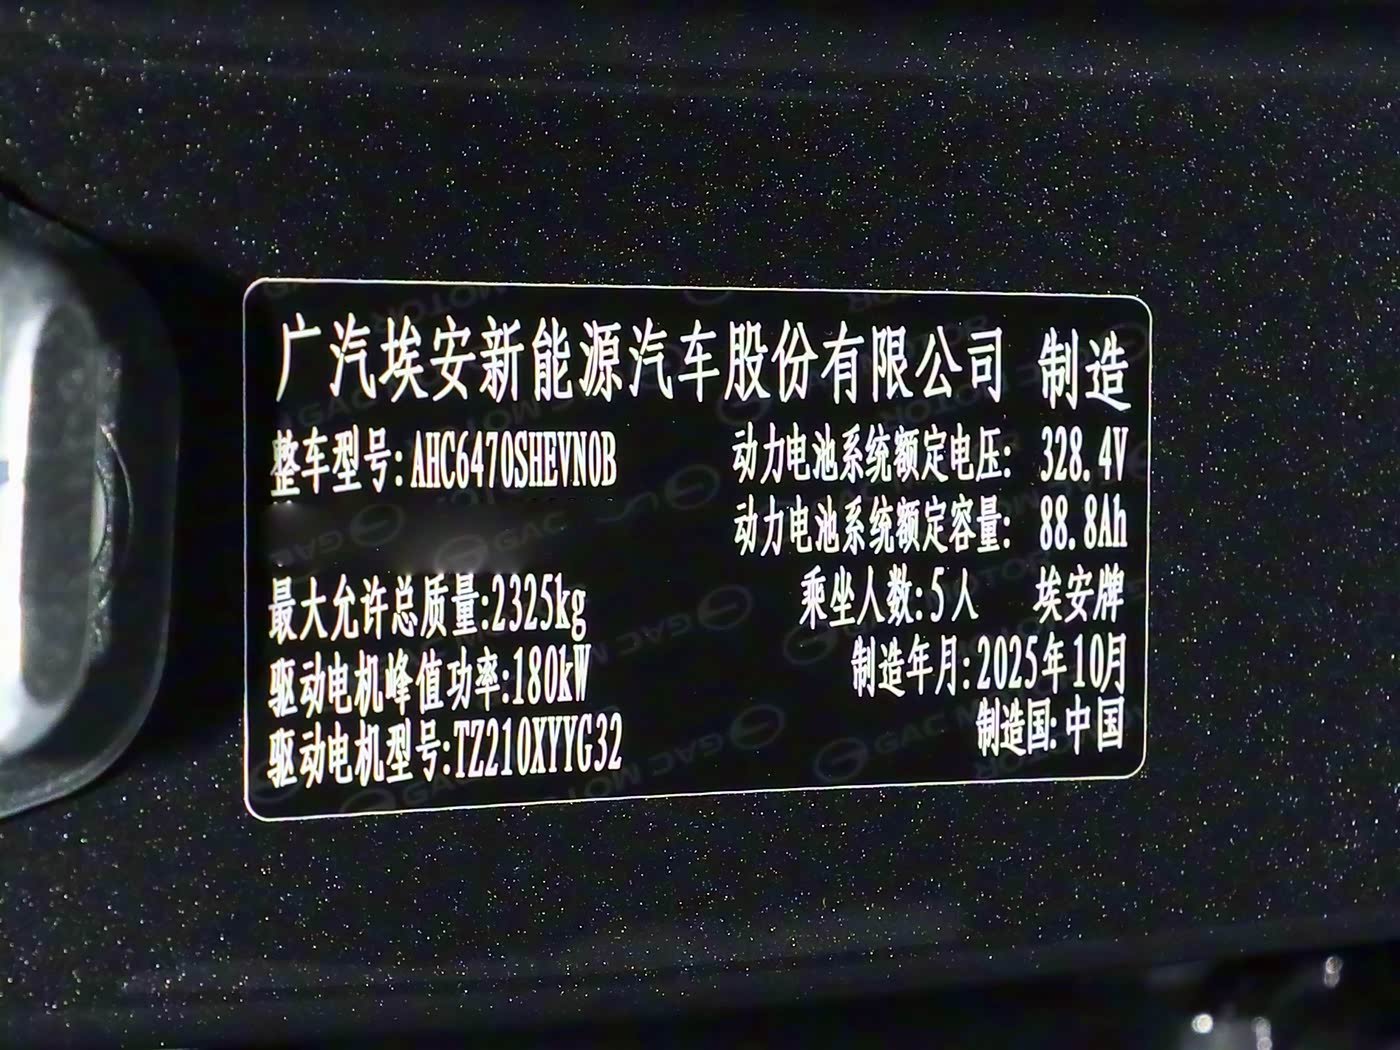 广汽埃安新能源汽车股份有限公司 制造
整车型号:AHC6470SHEVN0B 动力电池系统额定电压: 328.4V
动力电池系统额定容量: 88.8Ah
最大允许总质量:2325kg 乘坐人数:5人 埃安牌
驱动电机峰值功率:180kW 制造年月:2025年10月
驱动电机型号:TZ210XYYG32 制造国:中国